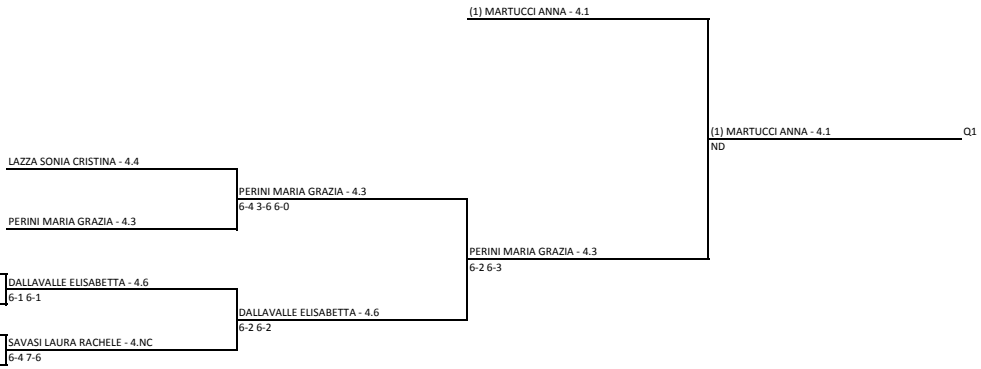 (1) MARTUCCI ANNA - 4.1
(1) MARTUCCI ANNA - 4.1
Q1
ND
LAZZA SONIA CRISTINA - 4.4
PERINI MARIA GRAZIA - 4.3
6-4 3-6 6-0
PERINI MARIA GRAZIA - 4.3
PERINI MARIA GRAZIA - 4.3
6-2 6-3
DALLAVALLE ELISABETTA - 4.6
6-1 6-1
DALLAVALLE ELISABETTA - 4.6
6-2 6-2
SAVASI LAURA RACHELE - 4.NC
6-4 7-6